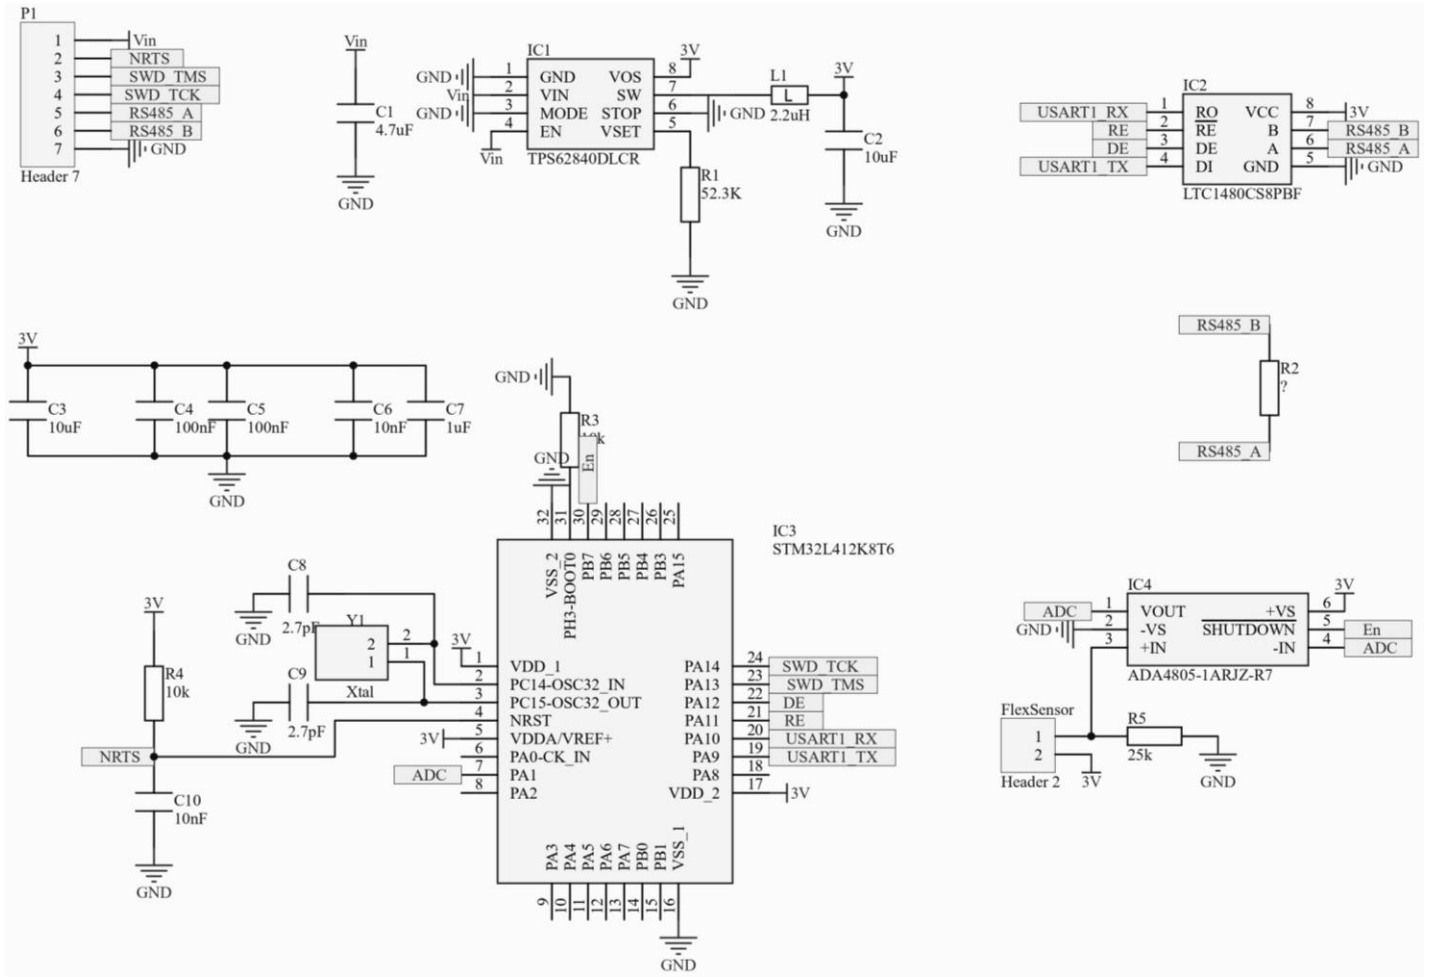 P1
1 Vin
2 NRTS
3 SWD_TMS
4 SWD_TCK
5 RS485_A
6 RS485_B
7 GND
Header 7
Vin
C1
4.7uF
GND
IC1
GND 1 GND VOS 8 3V
Vin 2 VIN SW 7
GND 3 MODE STOP 6 GND
4 EN VSET 5
Vin
TPS62840DLCR
R1
52.3K
GND
L1
L
2.2uH
3V
C2
10uF
GND
IC2
USART1_RX 1 RO VCC 8 3V
RE 2 RE B 7 RS485_B
DE 3 DE A 6 RS485_A
USART1_TX 4 DI GND 5 GND
LTC1480CS8PBF
RS485_B
R2
?
RS485_A
3V
C3
10uF
C4
100nF
C5
100nF
C6
10nF
C7
1uF
GND
GND
R3
10k
GND
En
32 31 30 29 28 27 26 25
VSS_2 PH3-BOOT0 PB7 PB6 PB5 PB4 PB3 PA15
IC3
STM32L412K8T6
C8
2.7pF
GND
Y1
2 2
1 1
Xtal
C9
2.7pF
GND
3V
R4
10k
NRTS
C10
10nF
GND
3V 1 VDD_1
2 PC14-OSC32_IN
3 PC15-OSC32_OUT
4 NRST
3V 5 VDDA/VREF+
6 PA0-CK_IN
ADC 7 PA1
8 PA2
PA14 24 SWD_TCK
PA13 23 SWD_TMS
PA12 22 DE
PA11 21 RE
PA10 20 USART1_RX
PA9 19 USART1_TX
PA8 18
VDD_2 17 3V
PA3 PA4 PA5 PA6 PA7 PB0 PB1 VSS_1
9 10 11 12 13 14 15 16
GND
IC4
ADC 1 VOUT +VS 6 3V
GND 2 -VS SHUTDOWN 5 En
3 +IN -IN 4 ADC
ADA4805-1ARJZ-R7
FlexSensor
1
2
Header 2
3V
R5
25k
GND